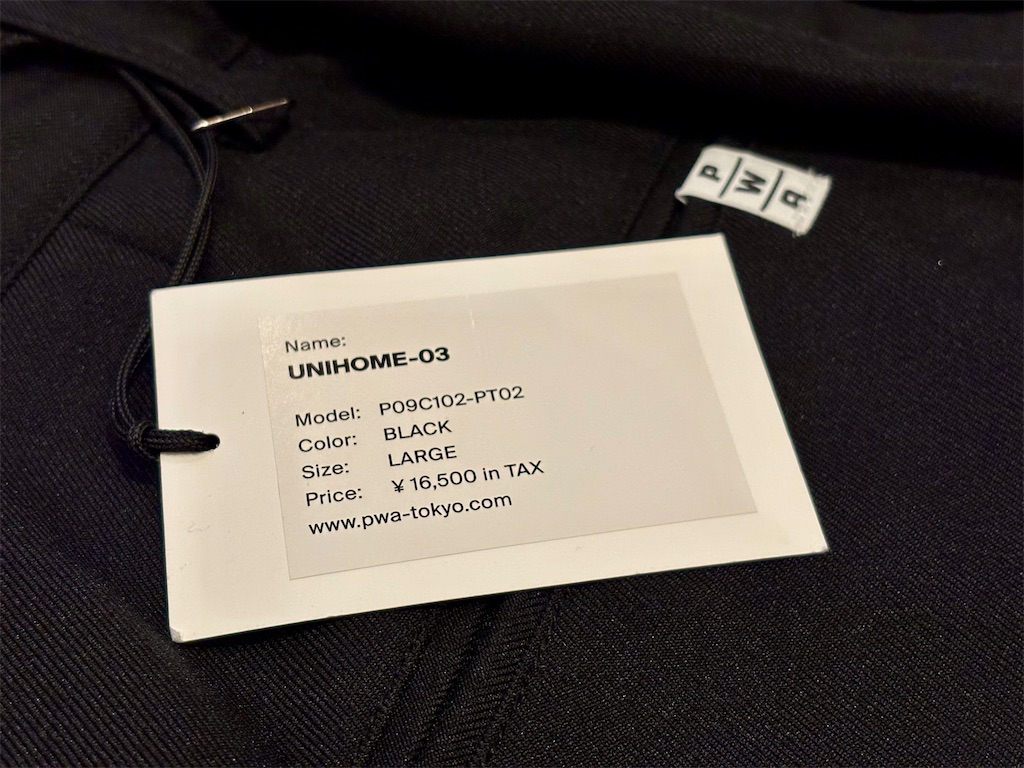 Name:
UNIHOME-03
Model: P09C102-PT02
Color: BLACK
Size: LARGE
Price: ¥ 16,500 in TAX
www.pwa-tokyo.com
P W A